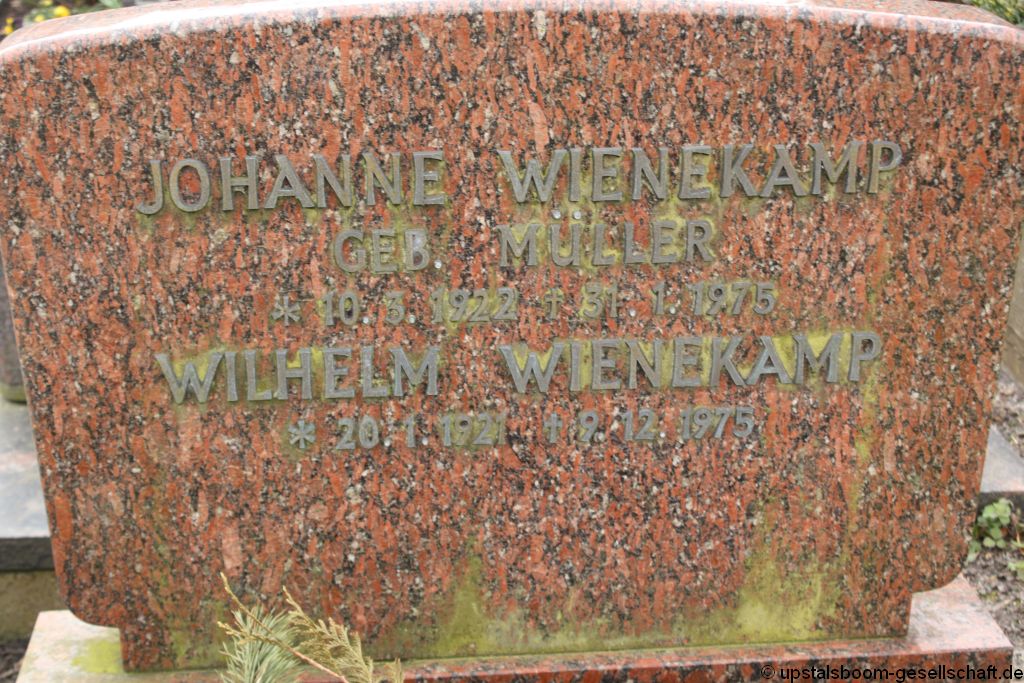 JOHANNE WIENEKAMP
GEB. MÜLLER
* 10. 3. 1922 † 31. 1. 1975
WILHELM WIENEKAMP
* 20. 1. 1921 † 9. 12. 1975
© upstalsboom-gesellschaft.de